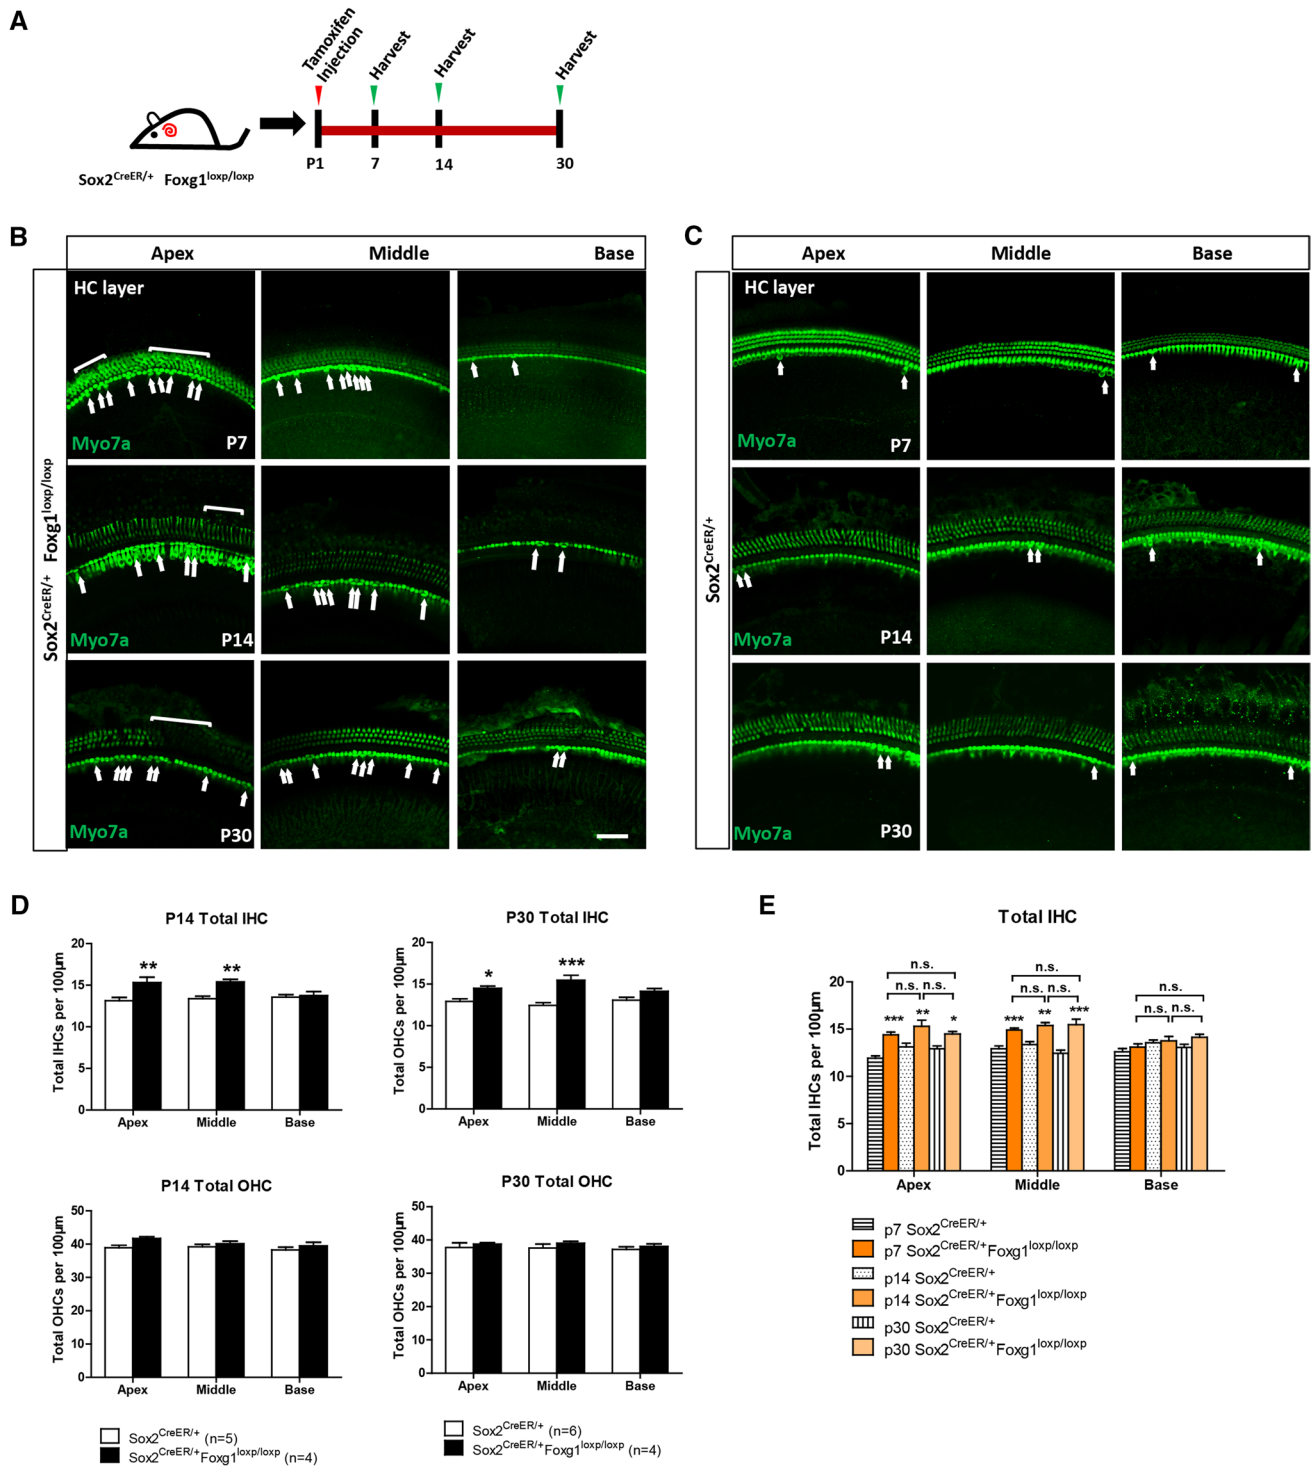 A
Tamoxifen
Injection
Harvest
Harvest
Harvest
P1
7
14
30
Sox2CreER/+ Foxg1loxp/loxp
B
Apex
Middle
Base
Sox2CreER/+ Foxg1loxp/loxp
HC layer
Myo7a
P7
Myo7a
P14
Myo7a
P30
C
Apex
Middle
Base
Sox2CreER/+
HC layer
Myo7a
P7
Myo7a
P14
Myo7a
P30
D
P14 Total IHC
Total IHCs per 100μm
20
15
10
5
0
**
**
Apex
Middle
Base
P30 Total IHC
Total OHCs per 100μm
20
15
10
5
0
*
***
Apex
Middle
Base
P14 Total OHC
Total OHCs per 100μm
50
40
30
20
10
0
Apex
Middle
Base
P30 Total OHC
Total OHCs per 100μm
50
40
30
20
10
0
Apex
Middle
Base
Sox2CreER/+ (n=5)
Sox2CreER/+Foxg1loxp/loxp (n=4)
Sox2CreER/+ (n=6)
Sox2CreER/+Foxg1loxp/loxp (n=4)
E
Total IHC
Total IHCs per 100μm
20
15
10
5
0
n.s.
n.s.
n.s.
*** ** *
n.s.
n.s.
n.s.
*** ** ***
n.s.
n.s.
n.s.
Apex
Middle
Base
p7 Sox2CreER/+
p7 Sox2CreER/+Foxg1loxp/loxp
p14 Sox2CreER/+
p14 Sox2CreER/+Foxg1loxp/loxp
p30 Sox2CreER/+
p30 Sox2CreER/+Foxg1loxp/loxp